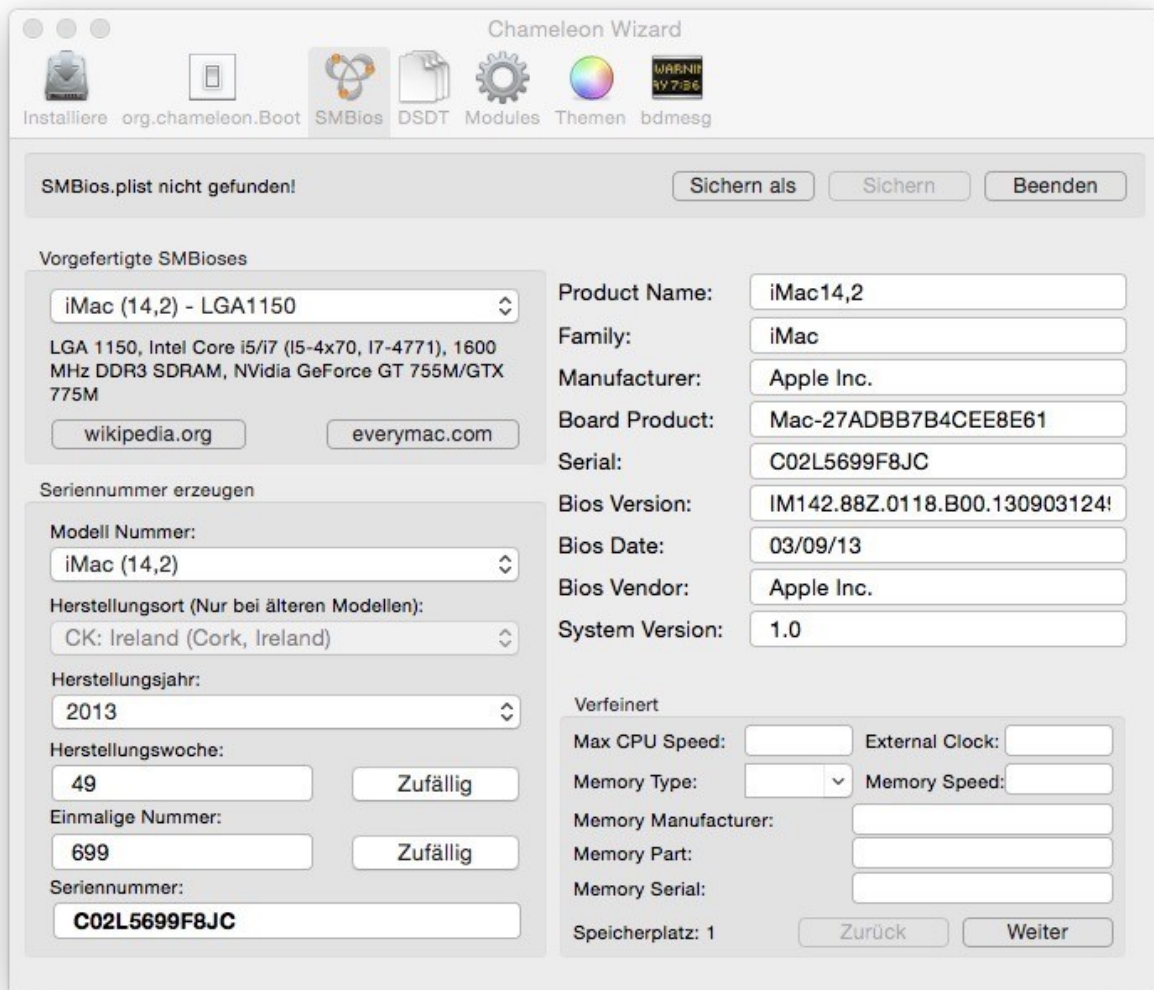 Chameleon Wizard
WARNIN
AY 7:B6
Installiere org.chameleon.Boot SMBios DSDT Modules Themen bdmesg
SMBios.plist nicht gefunden!
Sichern als
Sichern
Beenden
Vorgefertigte SMBioses
iMac (14,2) - LGA1150
LGA 1150, Intel Core i5/i7 (I5-4x70, I7-4771), 1600
MHz DDR3 SDRAM, NVidia GeForce GT 755M/GTX
775M
wikipedia.org
everymac.com
Seriennummer erzeugen
Modell Nummer:
iMac (14,2)
Herstellungsort (Nur bei älteren Modellen):
CK: Ireland (Cork, Ireland)
Herstellungsjahr:
2013
Herstellungswoche:
49
Zufällig
Einmalige Nummer:
699
Zufällig
Seriennummer:
C02L5699F8JC
Product Name: iMac14,2
Family: iMac
Manufacturer: Apple Inc.
Board Product: Mac-27ADBB7B4CEE8E61
Serial: C02L5699F8JC
Bios Version: IM142.88Z.0118.B00.130903124
Bios Date: 03/09/13
Bios Vendor: Apple Inc.
System Version: 1.0
Verfeinert
Max CPU Speed: External Clock:
Memory Type: Memory Speed:
Memory Manufacturer:
Memory Part:
Memory Serial:
Speicherplatz: 1
Zurück
Weiter